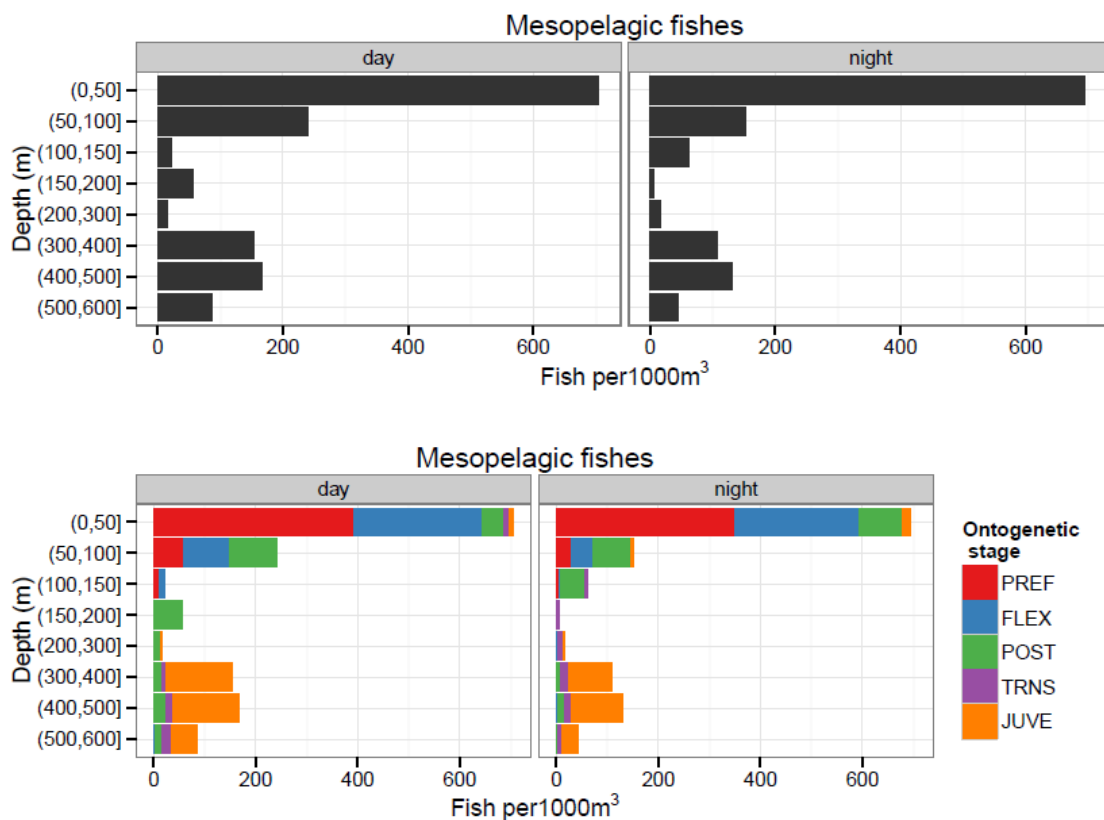 Mesopelagic fishes
day night
Depth (m)
(0,50]
(50,100]
(100,150]
(150,200]
(200,300]
(300,400]
(400,500]
(500,600]
0 200 400 600 0 200 400 600
Fish per1000m³
Mesopelagic fishes
day night
Depth (m)
(0,50]
(50,100]
(100,150]
(150,200]
(200,300]
(300,400]
(400,500]
(500,600]
0 200 400 600 0 200 400 600
Fish per1000m³
Ontogenetic
stage
PREF
FLEX
POST
TRNS
JUVE